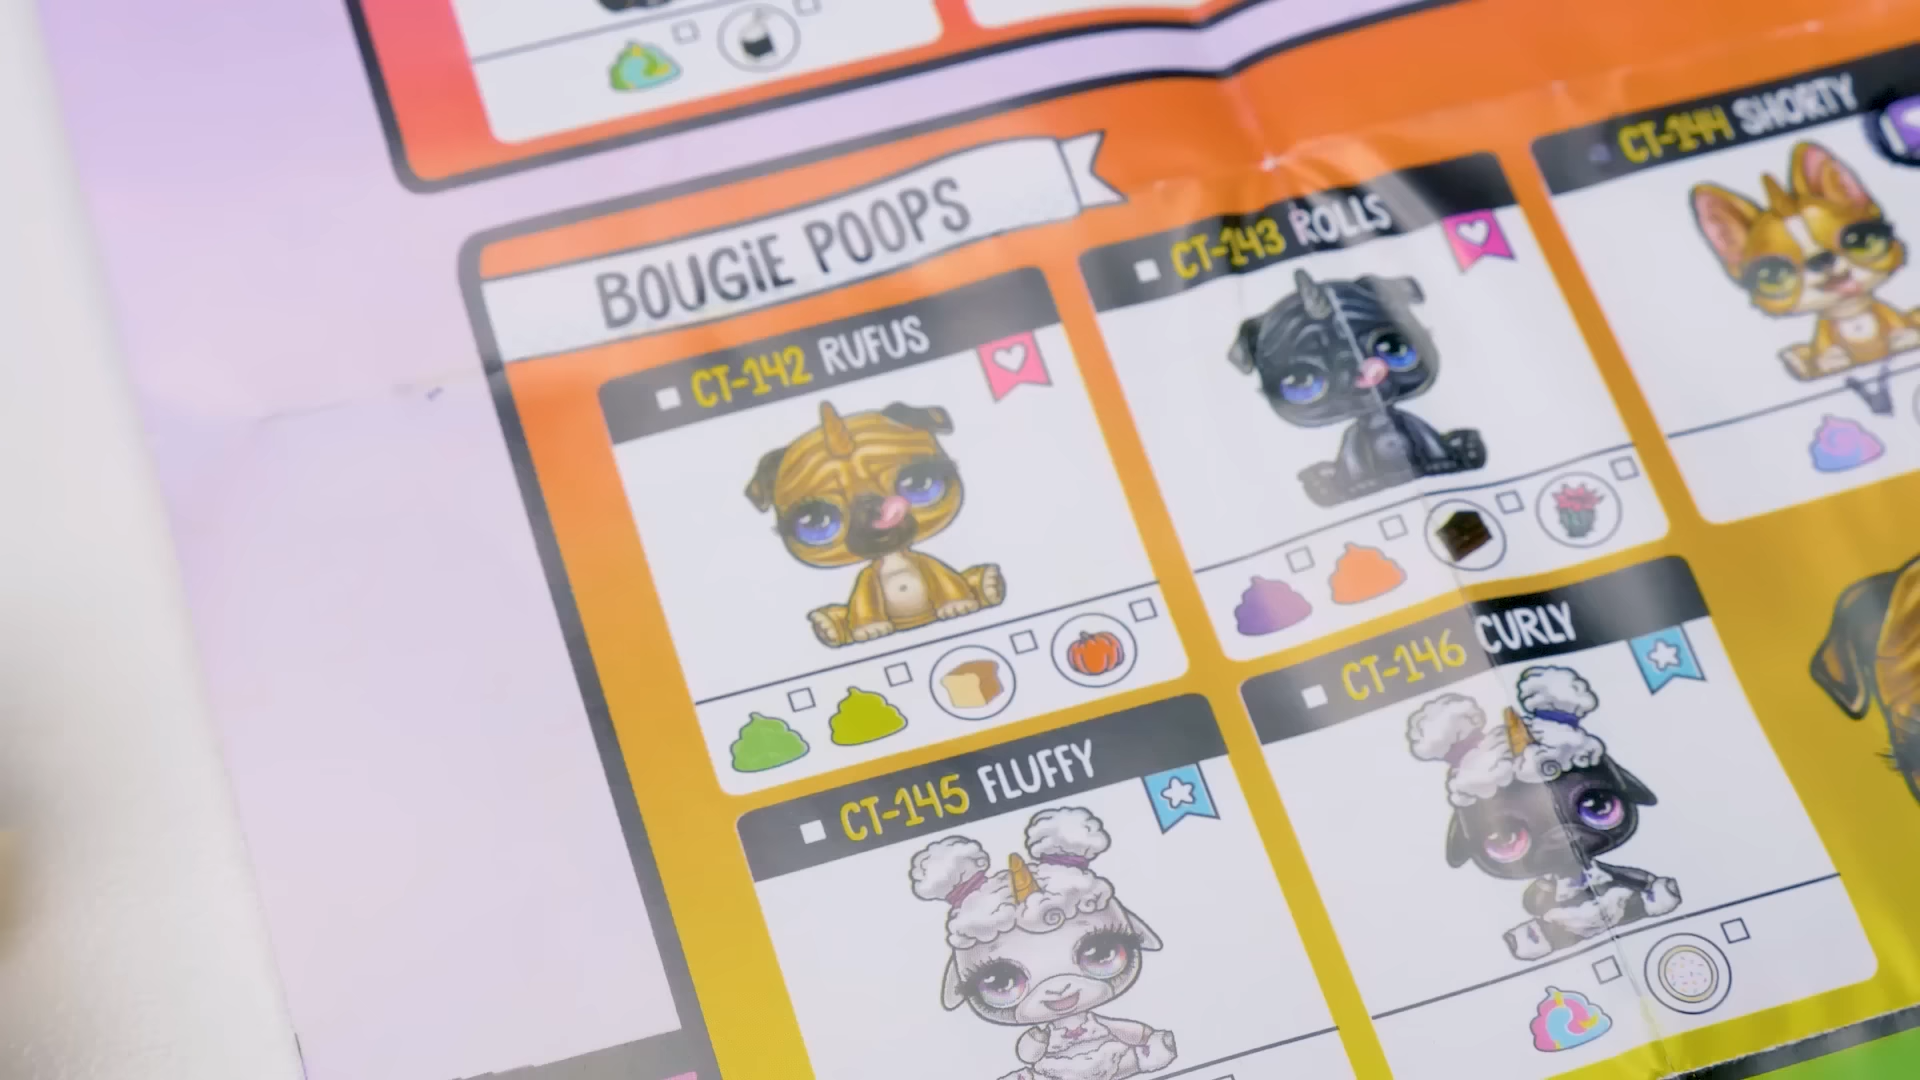 BOUGiE POOPS
CT-142 RUFUS
CT-143 ROLLS
CT-144 SHORTY
CT-145 FLUFFY
CT-146 CURLY